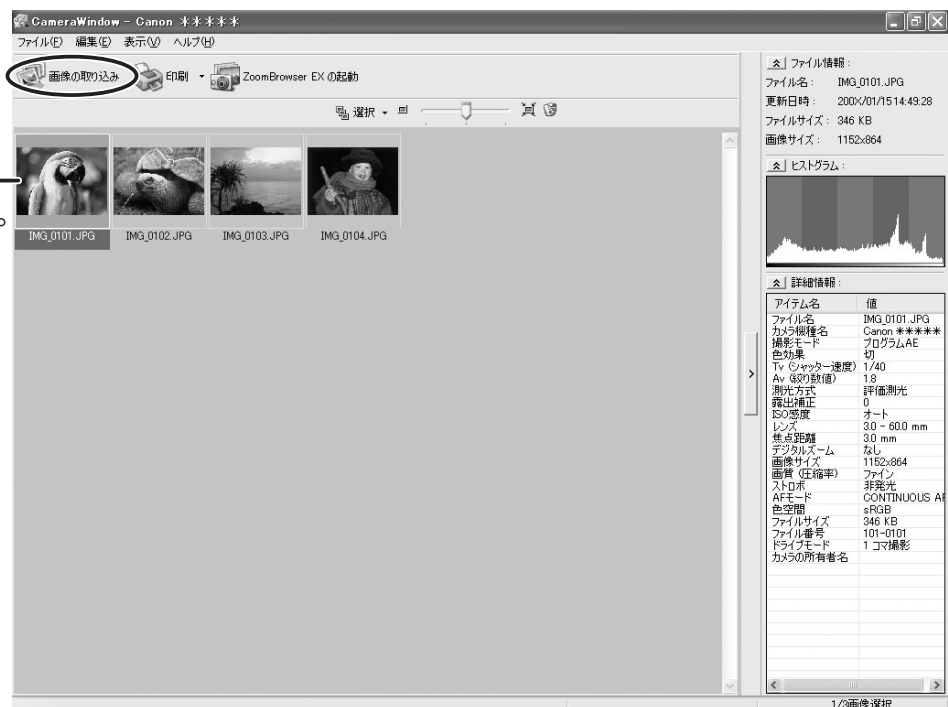 CameraWindow - Canon *****
ファイル(F) 編集(E) 表示(V) ヘルプ(H)
画像の取り込み 印刷 ZoomBrowser EX の起動
選択
IMG_0101.JPG IMG_0102.JPG IMG_0103.JPG IMG_0104.JPG
。
ファイル情報:
ファイル名: IMG_0101.JPG
更新日時: 200X/01/15 14:49:28
ファイルサイズ: 346 KB
画像サイズ: 1152x864
ヒストグラム:
詳細情報:
アイテム名 値
ファイル名 IMG_0101.JPG
カメラ機種名 Canon *****
撮影モード プログラムAE
色効果 切
Tv (シャッター速度) 1/40
Av (絞り数値) 1.8
測光方式 評価測光
露出補正 0
ISO感度 オート
レンズ 3.0 - 60.0 mm
焦点距離 3.0 mm
デジタルズーム なし
画像サイズ 1152x864
画質 (圧縮率) ファイン
ストロボ 非発光
AFモード CONTINUOUS AF
色空間 sRGB
ファイルサイズ 346 KB
ファイル番号 101-0101
ドライブモード 1 コマ撮影
カメラの所有者名
1/3画像選択